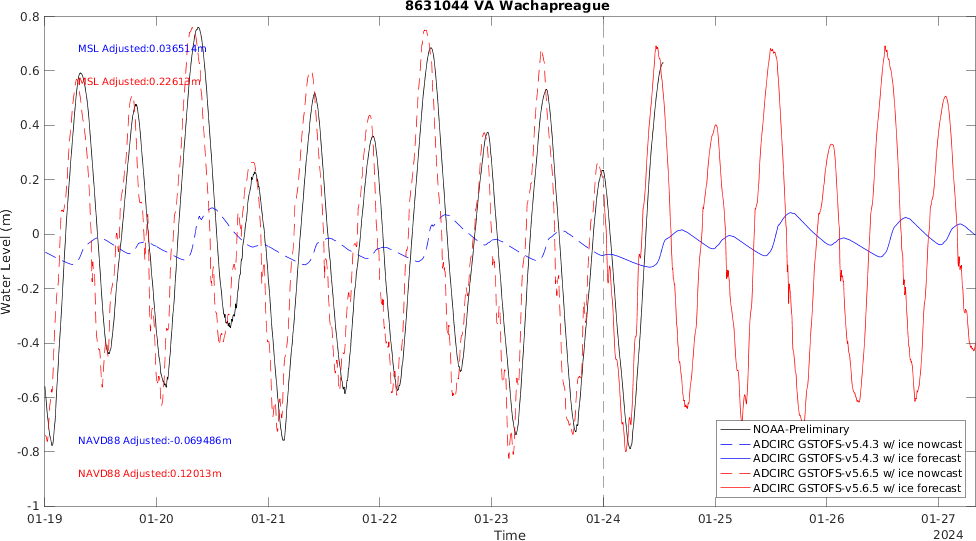 8631044 VA Wachapreague
0.8
0.6
0.4
0.2
0
-0.2
-0.4
-0.6
-0.8
-1
Water Level (m)
MSL Adjusted:0.036514m
MSL Adjusted:0.22613m
NAVD88 Adjusted:-0.069486m
NAVD88 Adjusted:0.12013m
NOAA-Preliminary
ADCIRC GSTOFS-v5.4.3 w/ ice nowcast
ADCIRC GSTOFS-v5.4.3 w/ ice forecast
ADCIRC GSTOFS-v5.6.5 w/ ice nowcast
ADCIRC GSTOFS-v5.6.5 w/ ice forecast
01-19 01-20 01-21 01-22 01-23 01-24 01-25 01-26 01-27
Time
2024